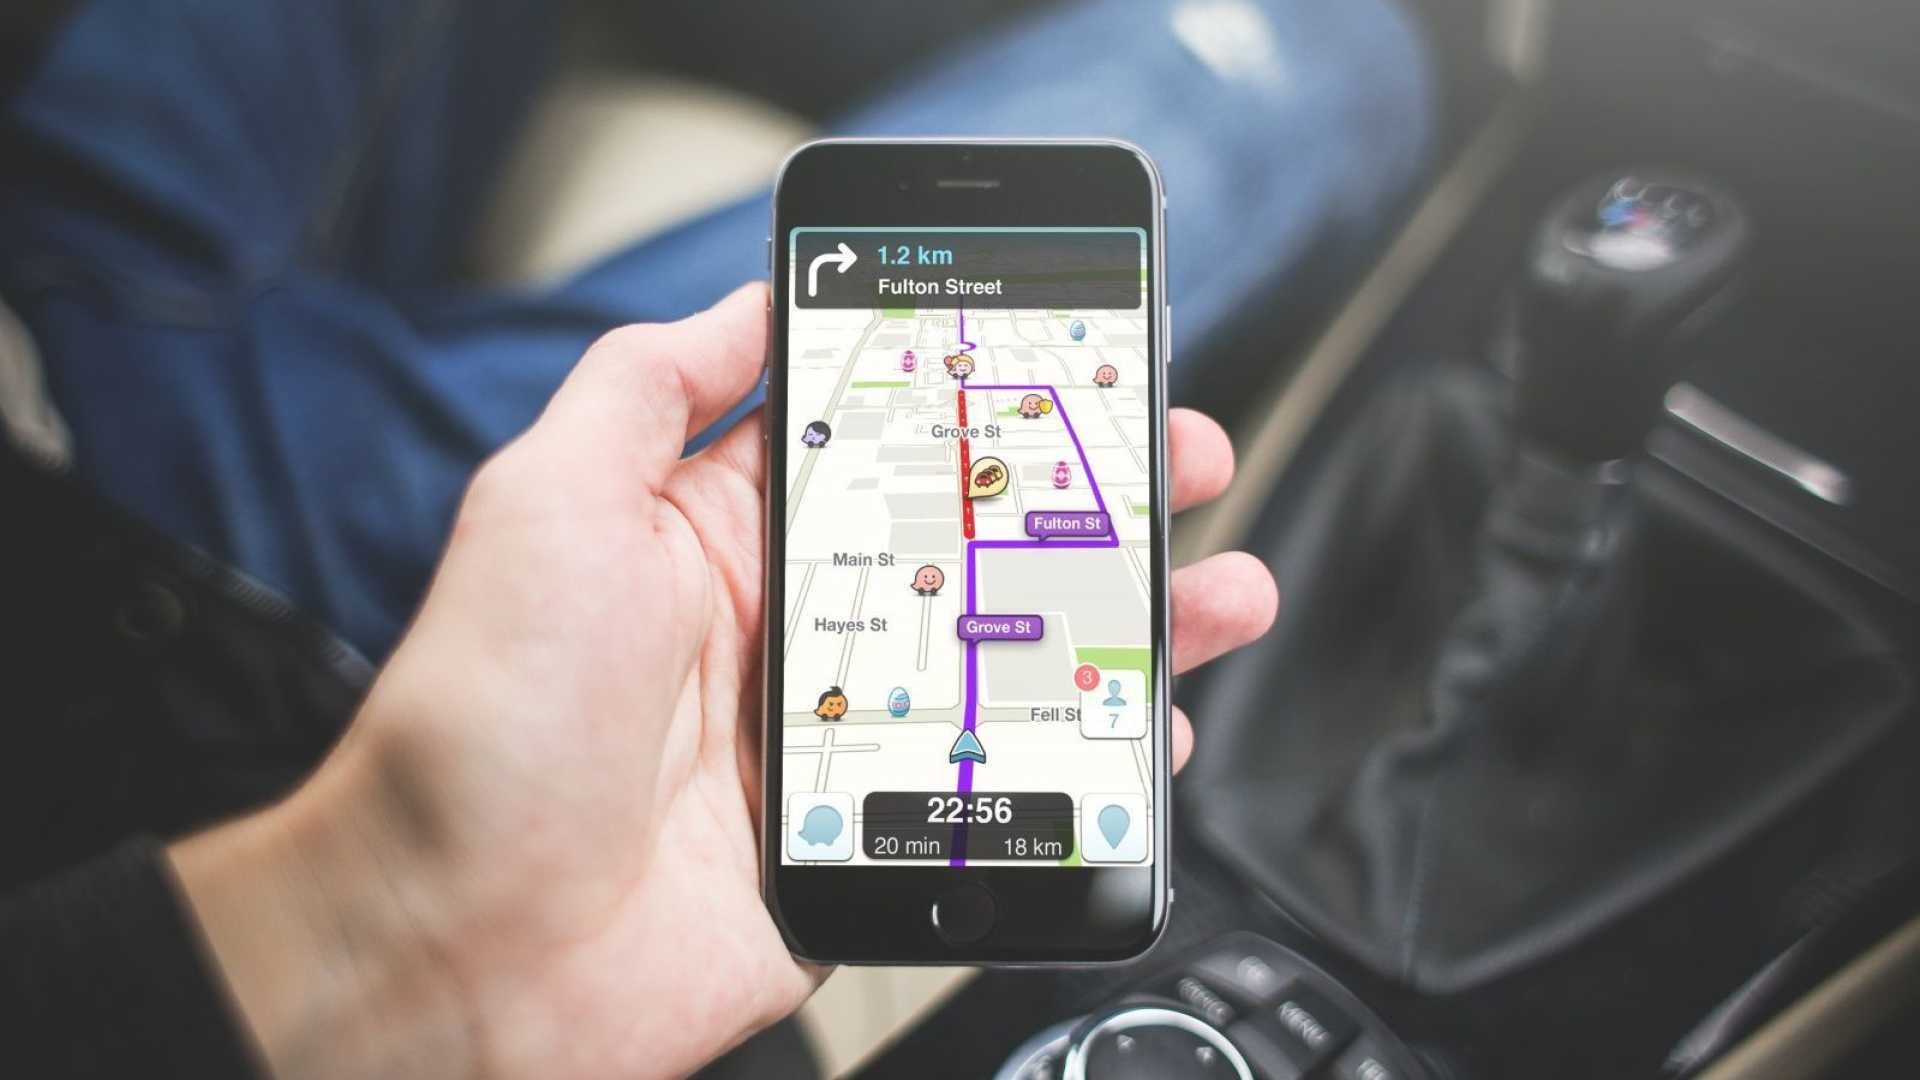 1.2 km
Fulton Street
Grove St
Fulton St
Main St
Hayes St
Grove St
3
7
Fell St
22:56
20 min 18 km
MENU